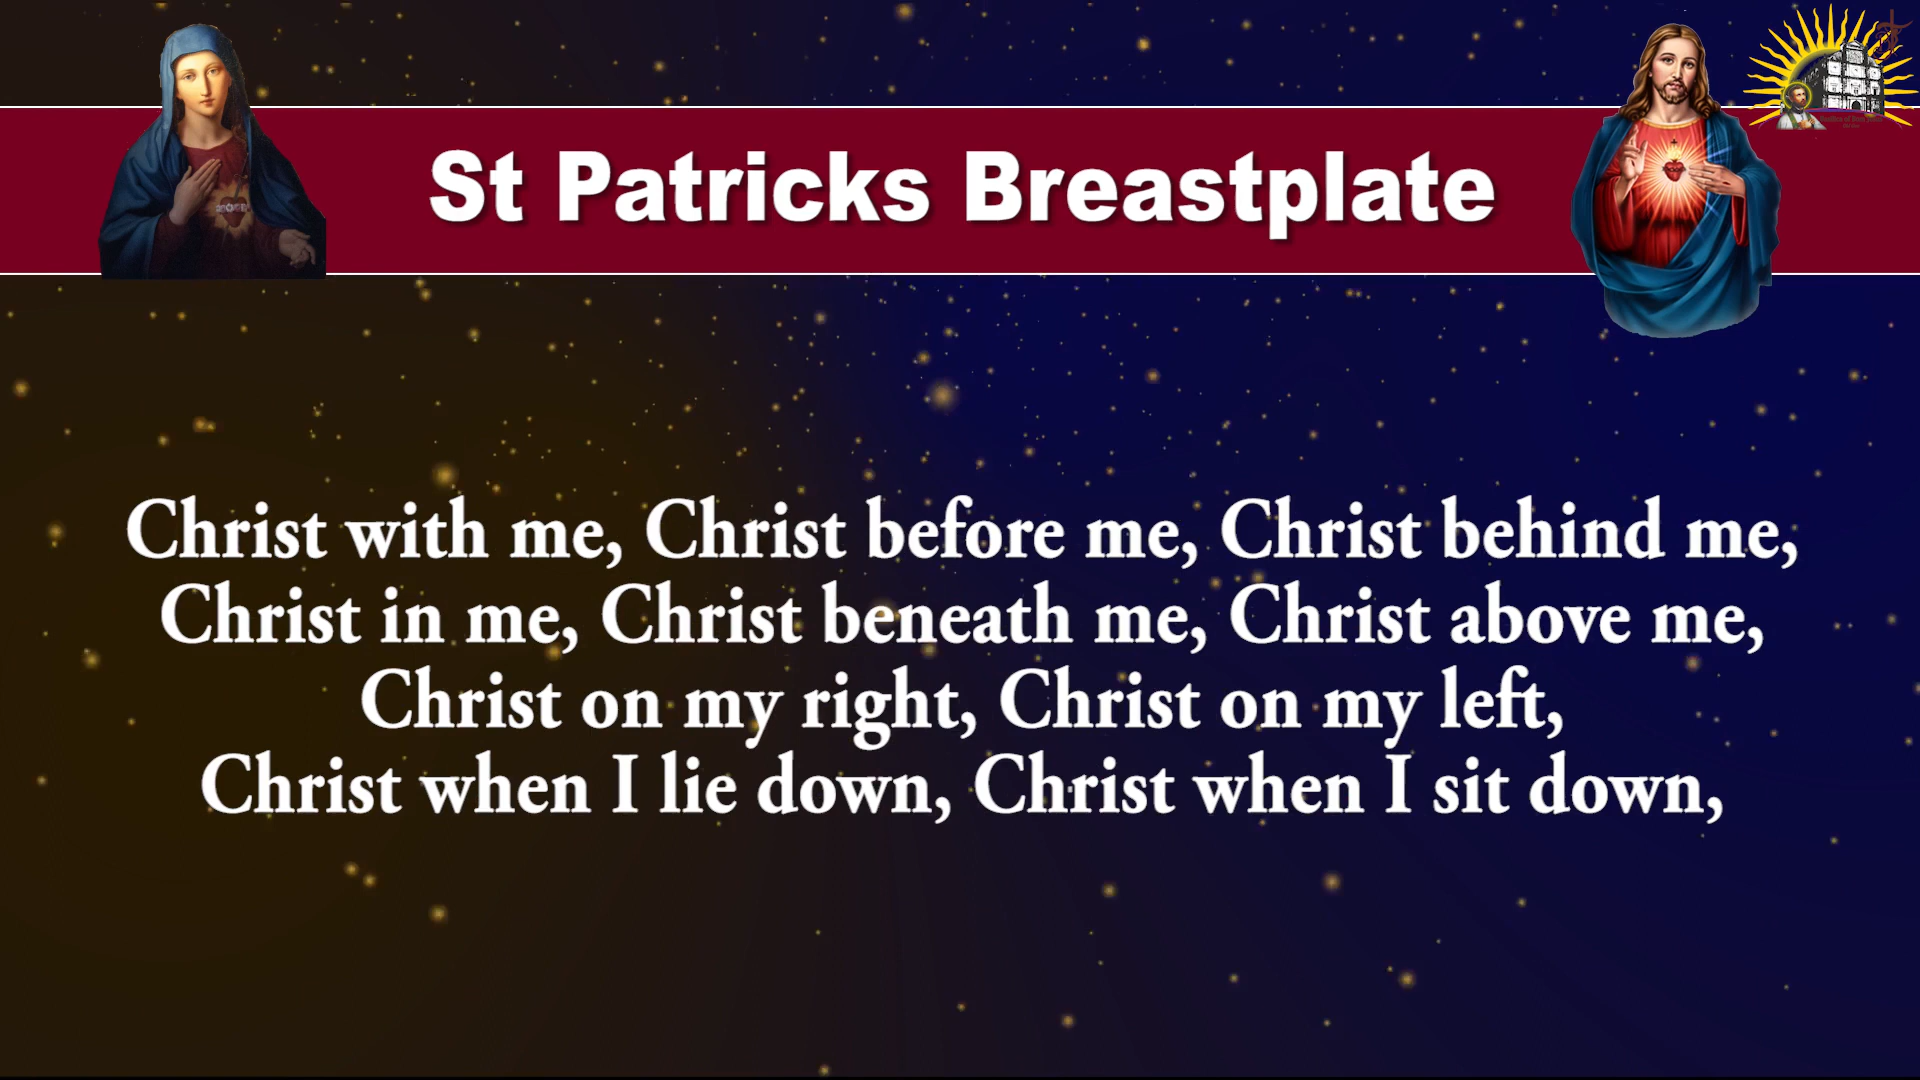 St Patricks Breastplate
Christ with me, Christ before me, Christ behind me,
Christ in me, Christ beneath me, Christ above me,
Christ on my right, Christ on my left,
Christ when I lie down, Christ when I sit down,